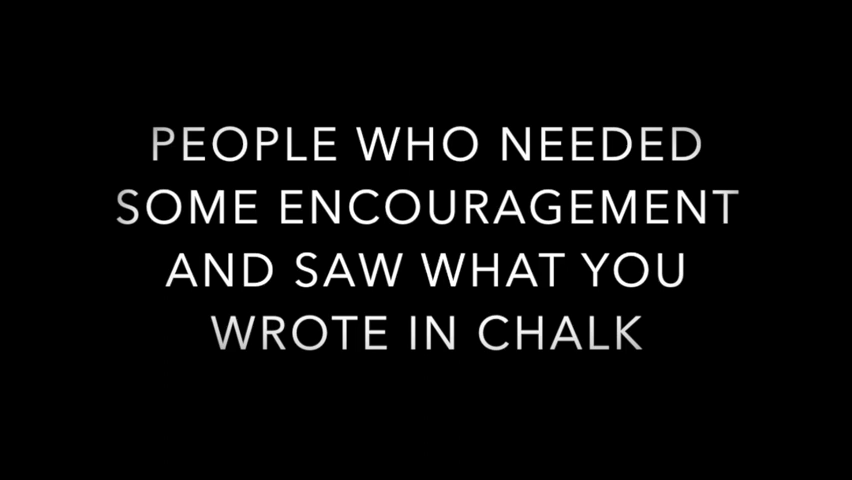 PEOPLE WHO NEEDED
SOME ENCOURAGEMENT
AND SAW WHAT YOU
WROTE IN CHALK